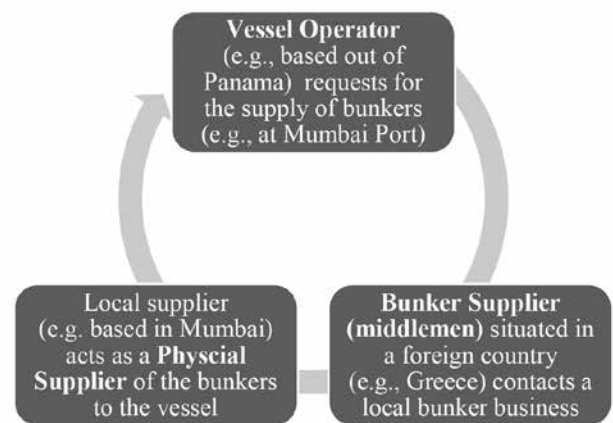 Vessel Operator
(e.g., based out of
Panama) requests for
the supply of bunkers
(e.g., at Mumbai Port)
Local supplier
(e.g. based in Mumbai)
acts as a Physcial
Supplier of the bunkers
to the vessel
Bunker Supplier
(middlemen) situated in
a foreign country
(e.g., Greece) contacts a
local bunker business